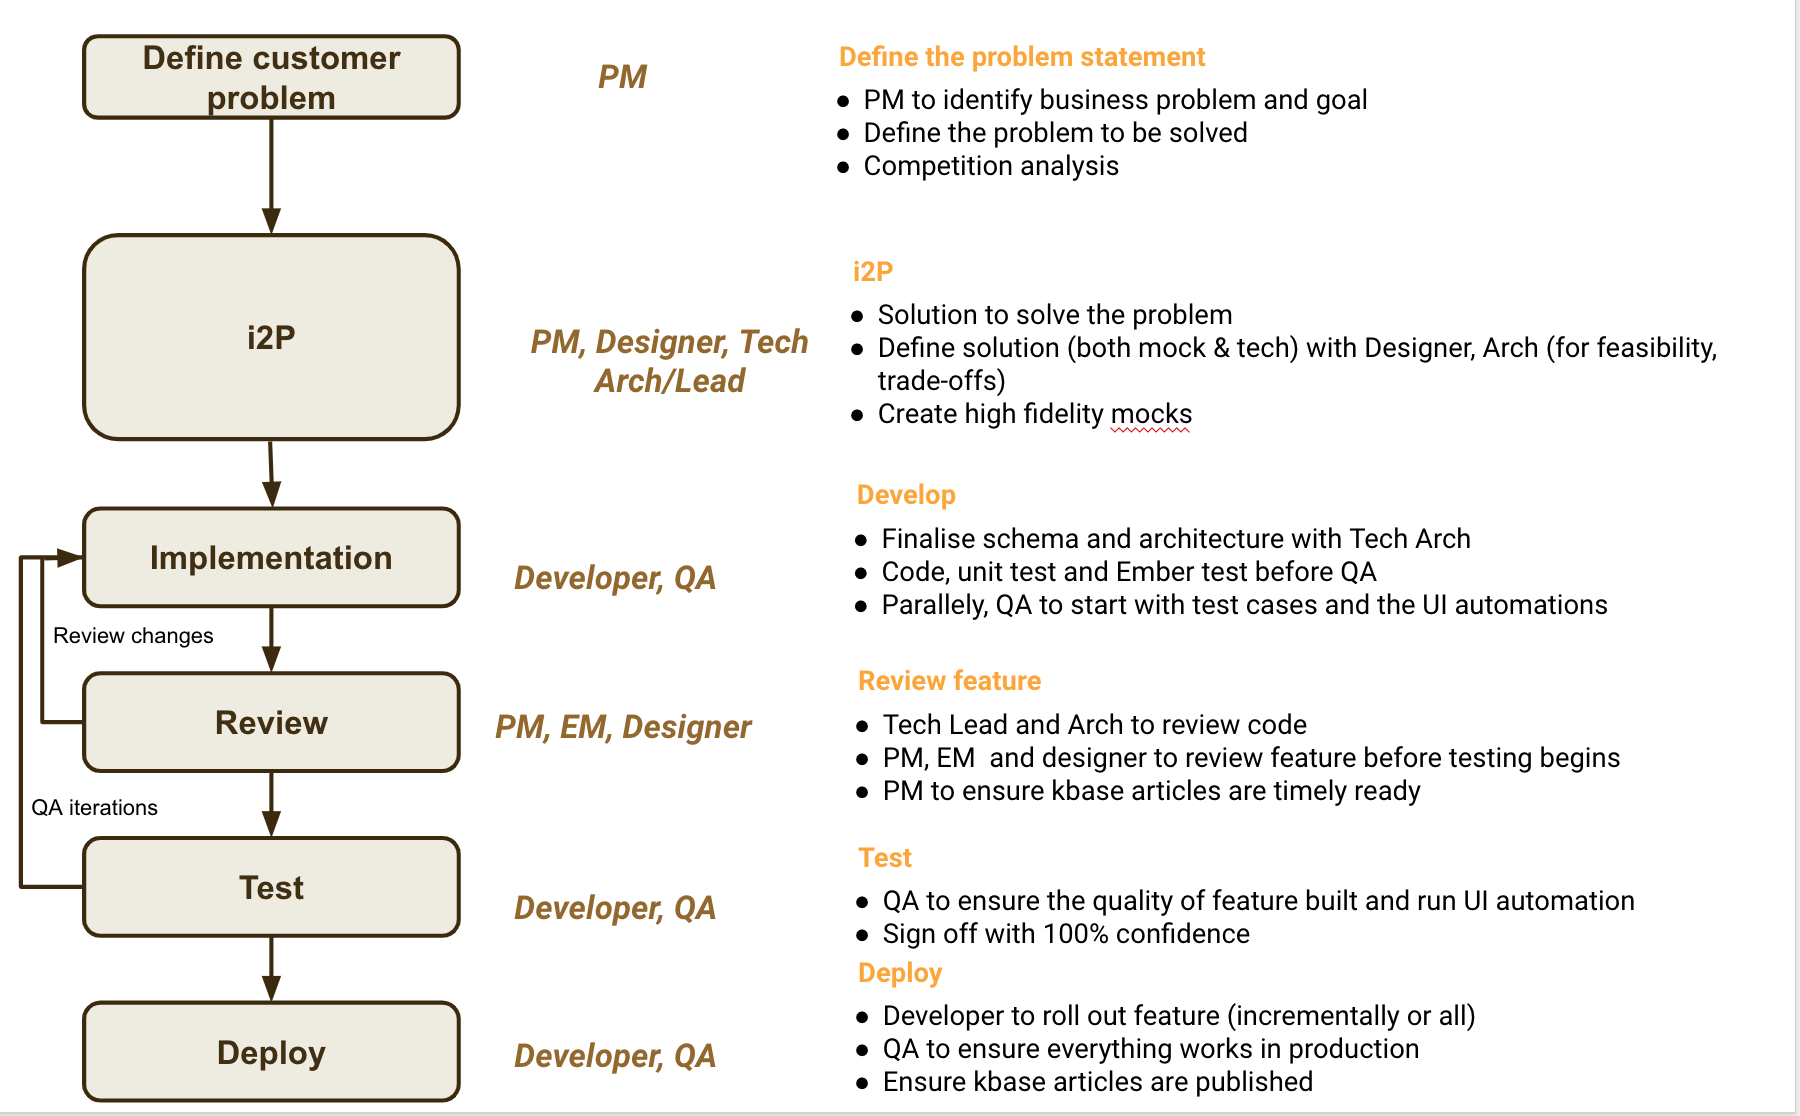 Define customer
problem
PM
Define the problem statement
● PM to identify business problem and goal
● Define the problem to be solved
● Competition analysis
i2P
PM, Designer, Tech
Arch/Lead
i2P
● Solution to solve the problem
● Define solution (both mock & tech) with Designer, Arch (for feasibility,
trade-offs)
● Create high fidelity mocks
Implementation
Developer, QA
Develop
● Finalise schema and architecture with Tech Arch
● Code, unit test and Ember test before QA
● Parallely, QA to start with test cases and the UI automations
Review changes
Review
PM, EM, Designer
Review feature
● Tech Lead and Arch to review code
● PM, EM  and designer to review feature before testing begins
● PM to ensure kbase articles are timely ready
QA iterations
Test
Developer, QA
Test
● QA to ensure the quality of feature built and run UI automation
● Sign off with 100% confidence
Deploy
Developer, QA
Deploy
● Developer to roll out feature (incrementally or all)
● QA to ensure everything works in production
● Ensure kbase articles are published